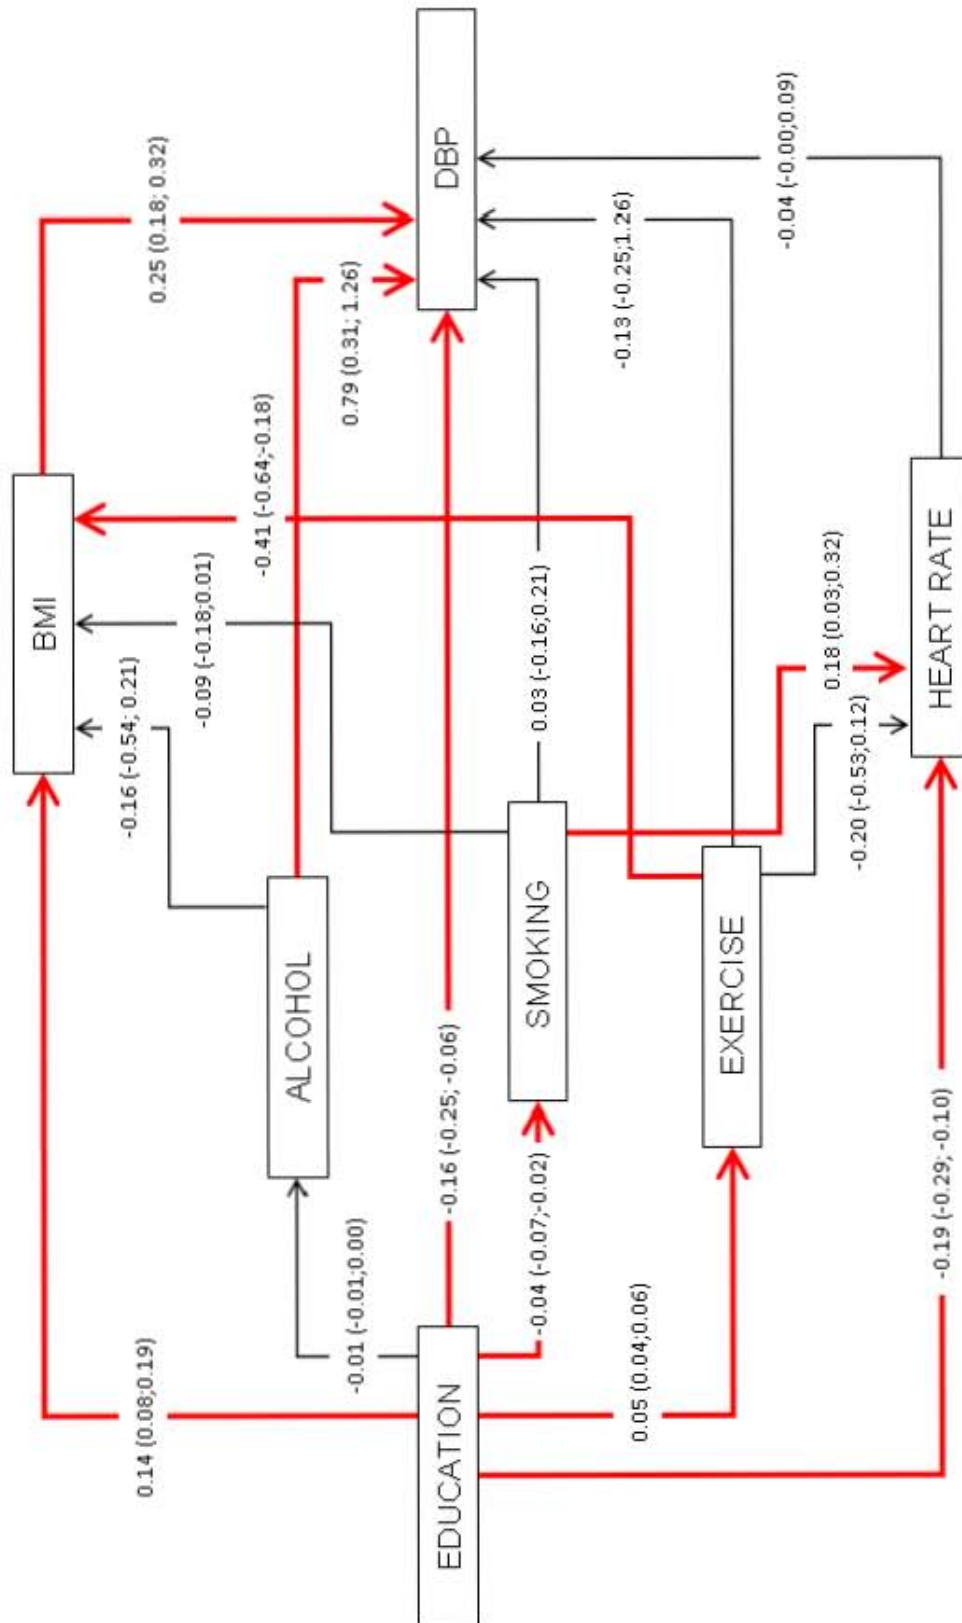 0.14 (0.08;0.19)
BMI
0.25 (0.18; 0.32)
-0.16 (-0.54; 0.21)
-0.09 (-0.18;0.01)
-0.41 (-0.64;-0.18)
ALCOHOL
0.79 (0.31; 1.26)
-0.01 (-0.01;0.00)
EDUCATION
-0.16 (-0.25; -0.06)
DBP
-0.04 (-0.07;-0.02)
SMOKING
0.03 (-0.16;0.21)
-0.13 (-0.25;1.26)
0.05 (0.04;0.06)
EXERCISE
0.18 (0.03;0.32)
-0.04 (-0.00;0.09)
-0.20 (-0.53;0.12)
-0.19 (-0.29; -0.10)
HEART RATE